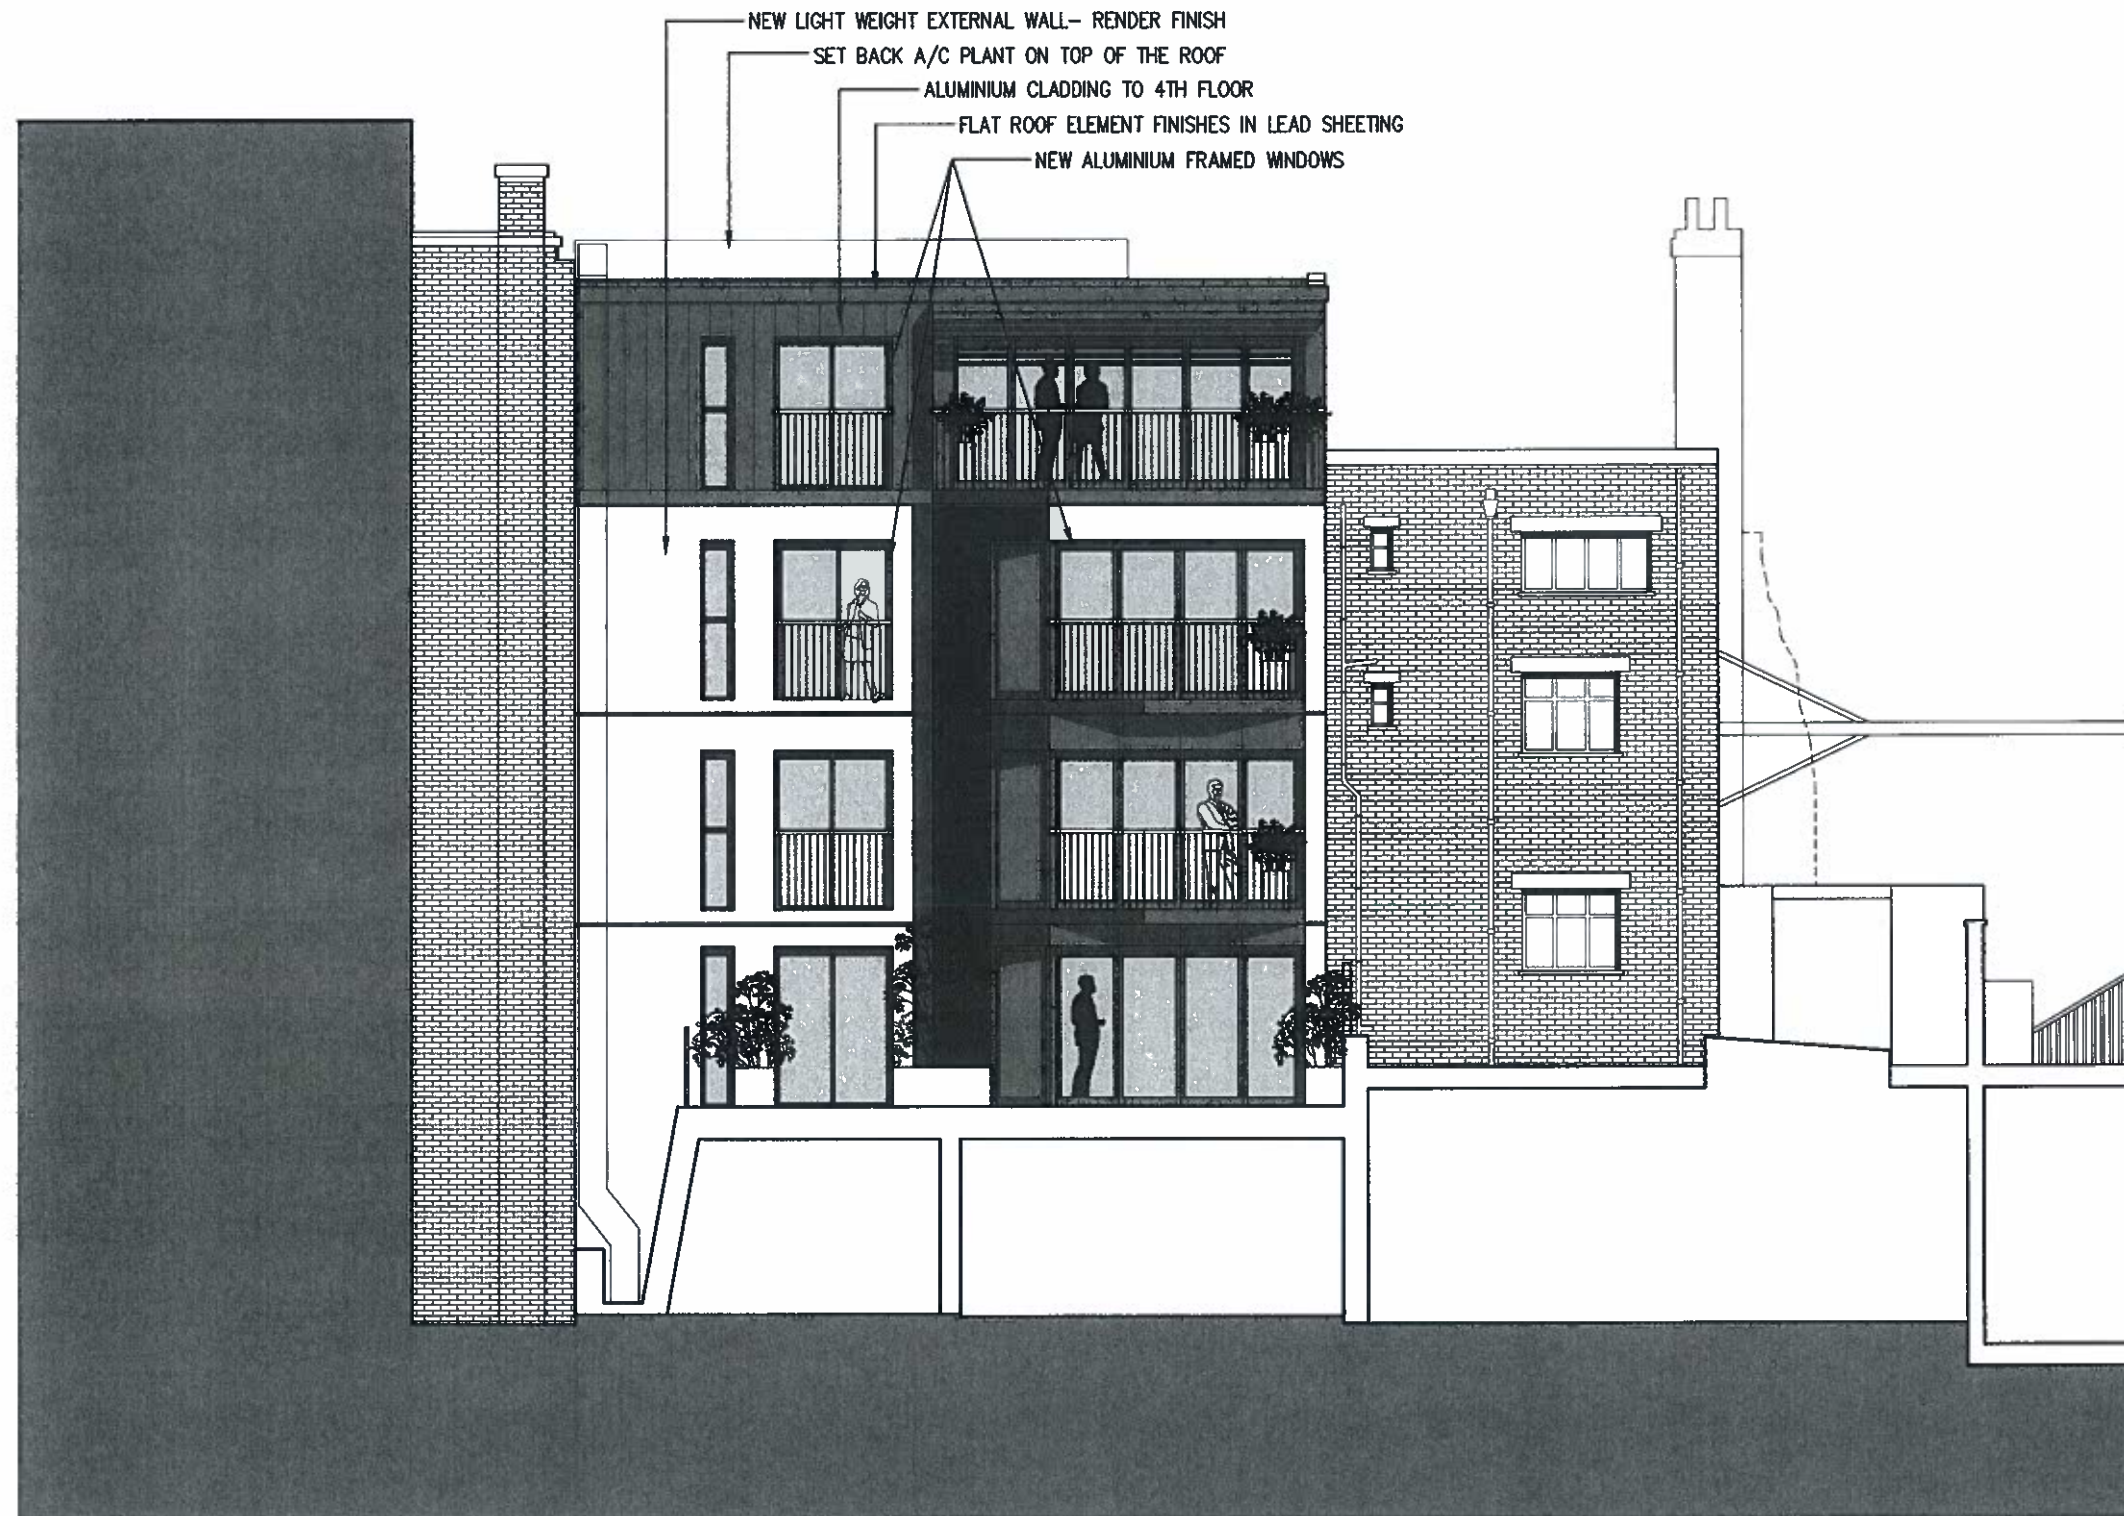 NEW LIGHT WEIGHT EXTERNAL WALL- RENDER FINISH
SET BACK A/C PLANT ON TOP OF THE ROOF
ALUMINIUM CLADDING TO 4TH FLOOR
FLAT ROOF ELEMENT FINISHES IN LEAD SHEETING
NEW ALUMINIUM FRAMED WINDOWS